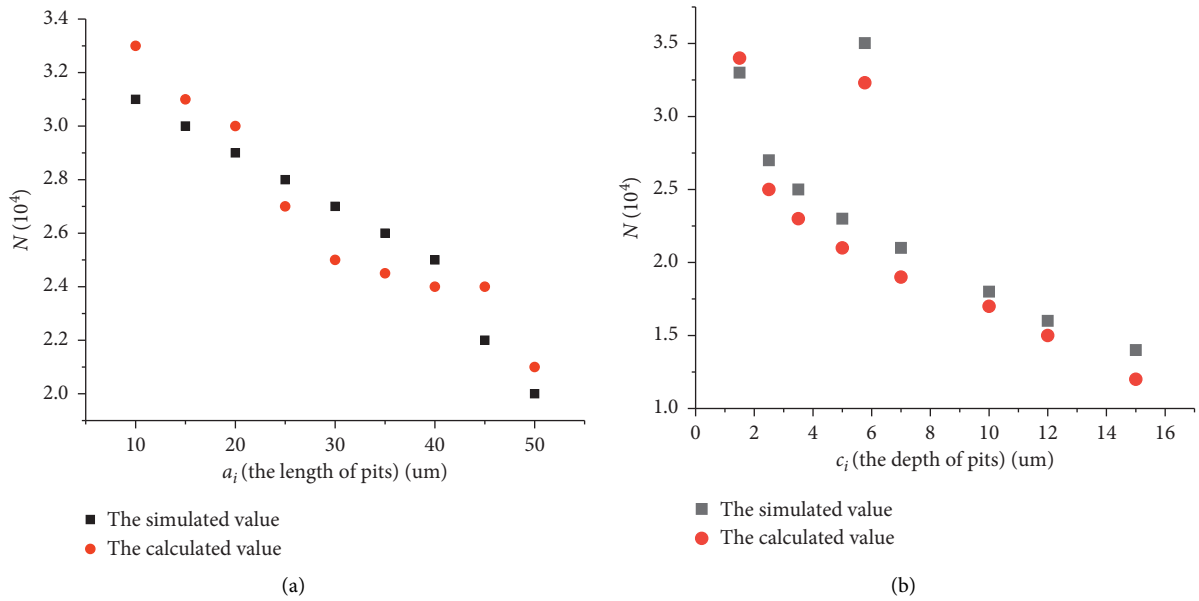 3.4
3.2
3.0
2.8
2.6
2.4
2.2
2.0
N (10⁴)
10 20 30 40 50
aᵢ (the length of pits) (um)
The simulated value
The calculated value
(a)
3.5
3.0
2.5
2.0
1.5
1.0
N (10⁴)
0 2 4 6 8 10 12 14 16
cᵢ (the depth of pits) (um)
The simulated value
The calculated value
(b)